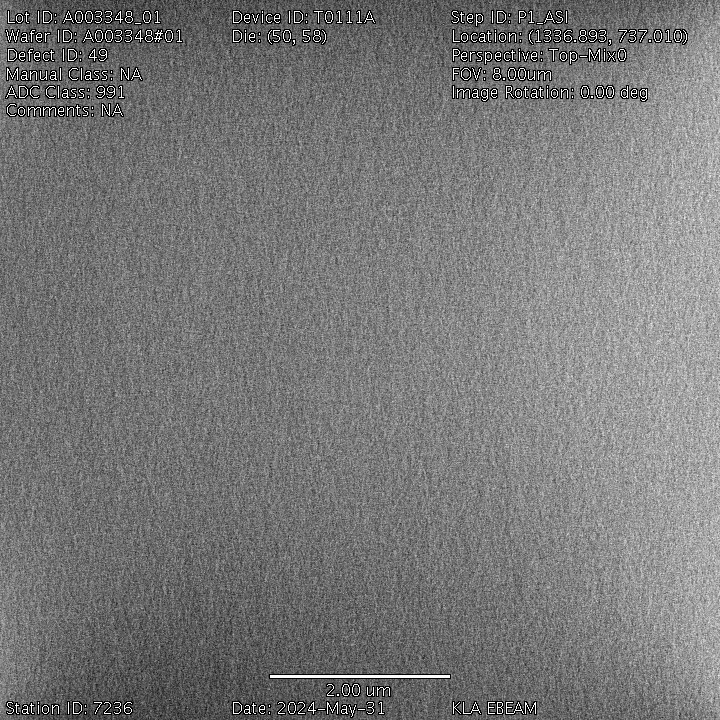 Lot ID: A003348_01 Device ID: T0111A Step ID: P1_ASI
Wafer ID: A003348#01 Die: (50, 58) Location: (1336.893, 737.010)
Defect ID: 49 Perspective: Top-Mix0
Manual Class: NA FOV: 8.00um
ADC Class: 991 Image Rotation: 0.00 deg
Comments: NA
2.00 um
Station ID: 7236 Date: 2024-May-31 KLA EBEAM